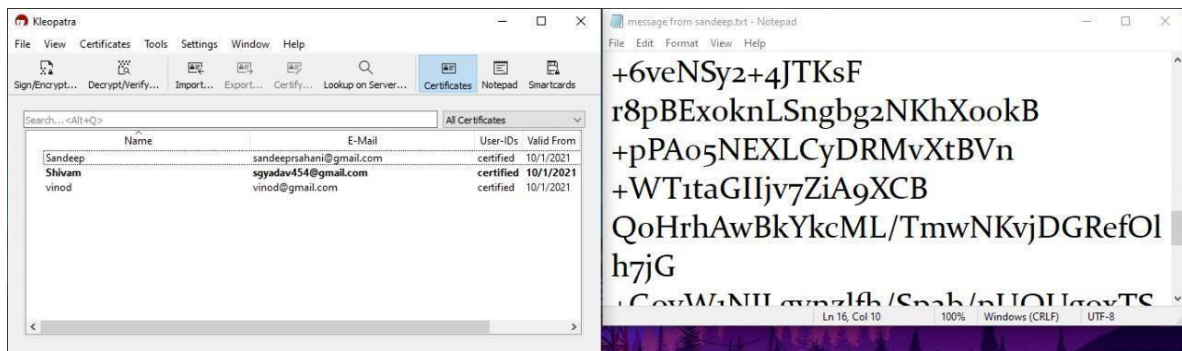 Kleopatra
File View Certificates Tools Settings Window Help
Sign/Encrypt... Decrypt/Verify... Import... Export... Certify... Lookup on Server... Certificates Notepad Smartcards
Search...<Alt+Q> All Certificates
Name E-Mail User-IDs Valid From
Sandeep sandeeprsahani@gmail.com certified 10/1/2021
Shivam sgyadav454@gmail.com certified 10/1/2021
vinod vinod@gmail.com certified 10/1/2021
message from sandeep.txt - Notepad
File Edit Format View Help
+6veNSy2+4JTKsF
r8pBExoknLSngbg2NKhXookB
+pPAo5NEXLCyDRMvXtBVn
+WT1taGIIjv7ZiA9XCB
QoHrhAwBkYkcML/TmwNKvjDGRefOl
h7jG
Ln 16, Col 10 100% Windows (CRLF) UTF-8